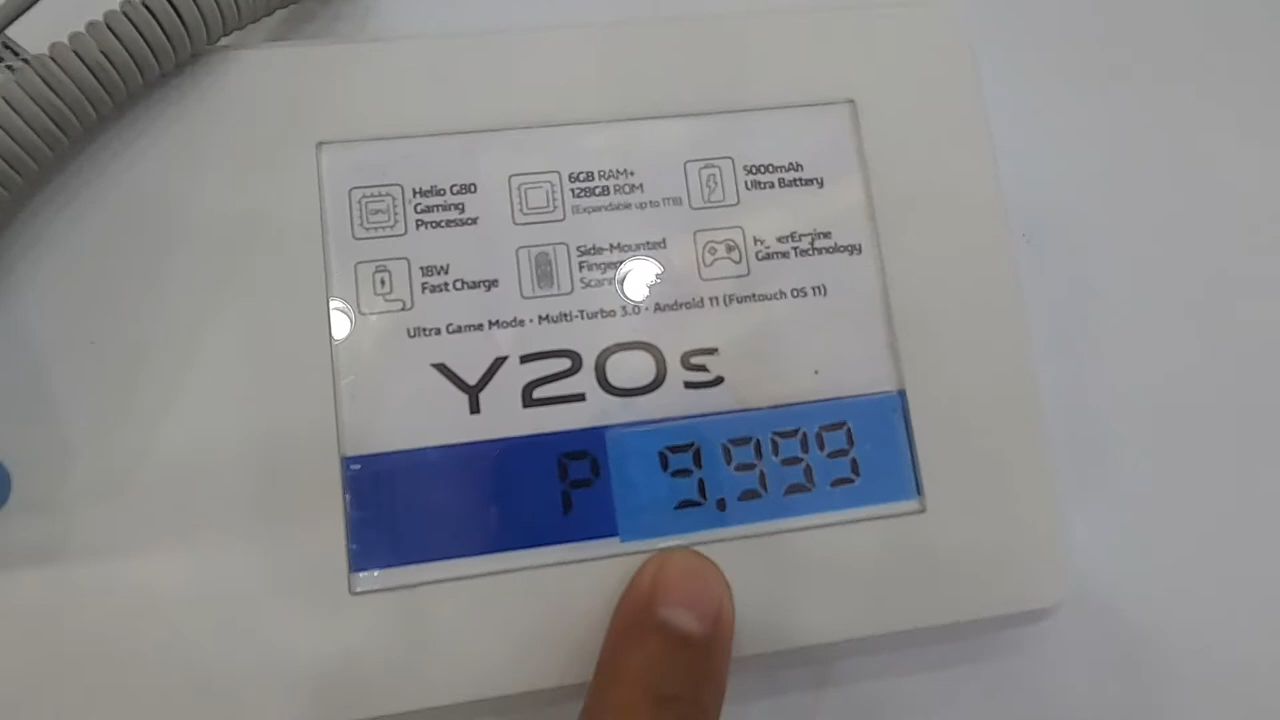 Helio G80
Gaming
Processor
6GB RAM+
128GB ROM
(Expandable up to 1TB)
5000mAh
Ultra Battery
18W
Fast Charge
Side-Mounted
Game Technology
Ultra Game Mode • Multi-Turbo 3.0 • Android 11 (Funtouch OS 11)
Y20s
P 9,999